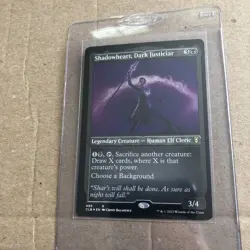 Shadowheart, Dark Justiciar
Legendary Creature — Human Elf Cleric
Sacrifice another creature:
Draw X cards, where X is that
creature's power.
Choose a Background
"Shar's will shall be done. As sure as
night will fall."
3/4